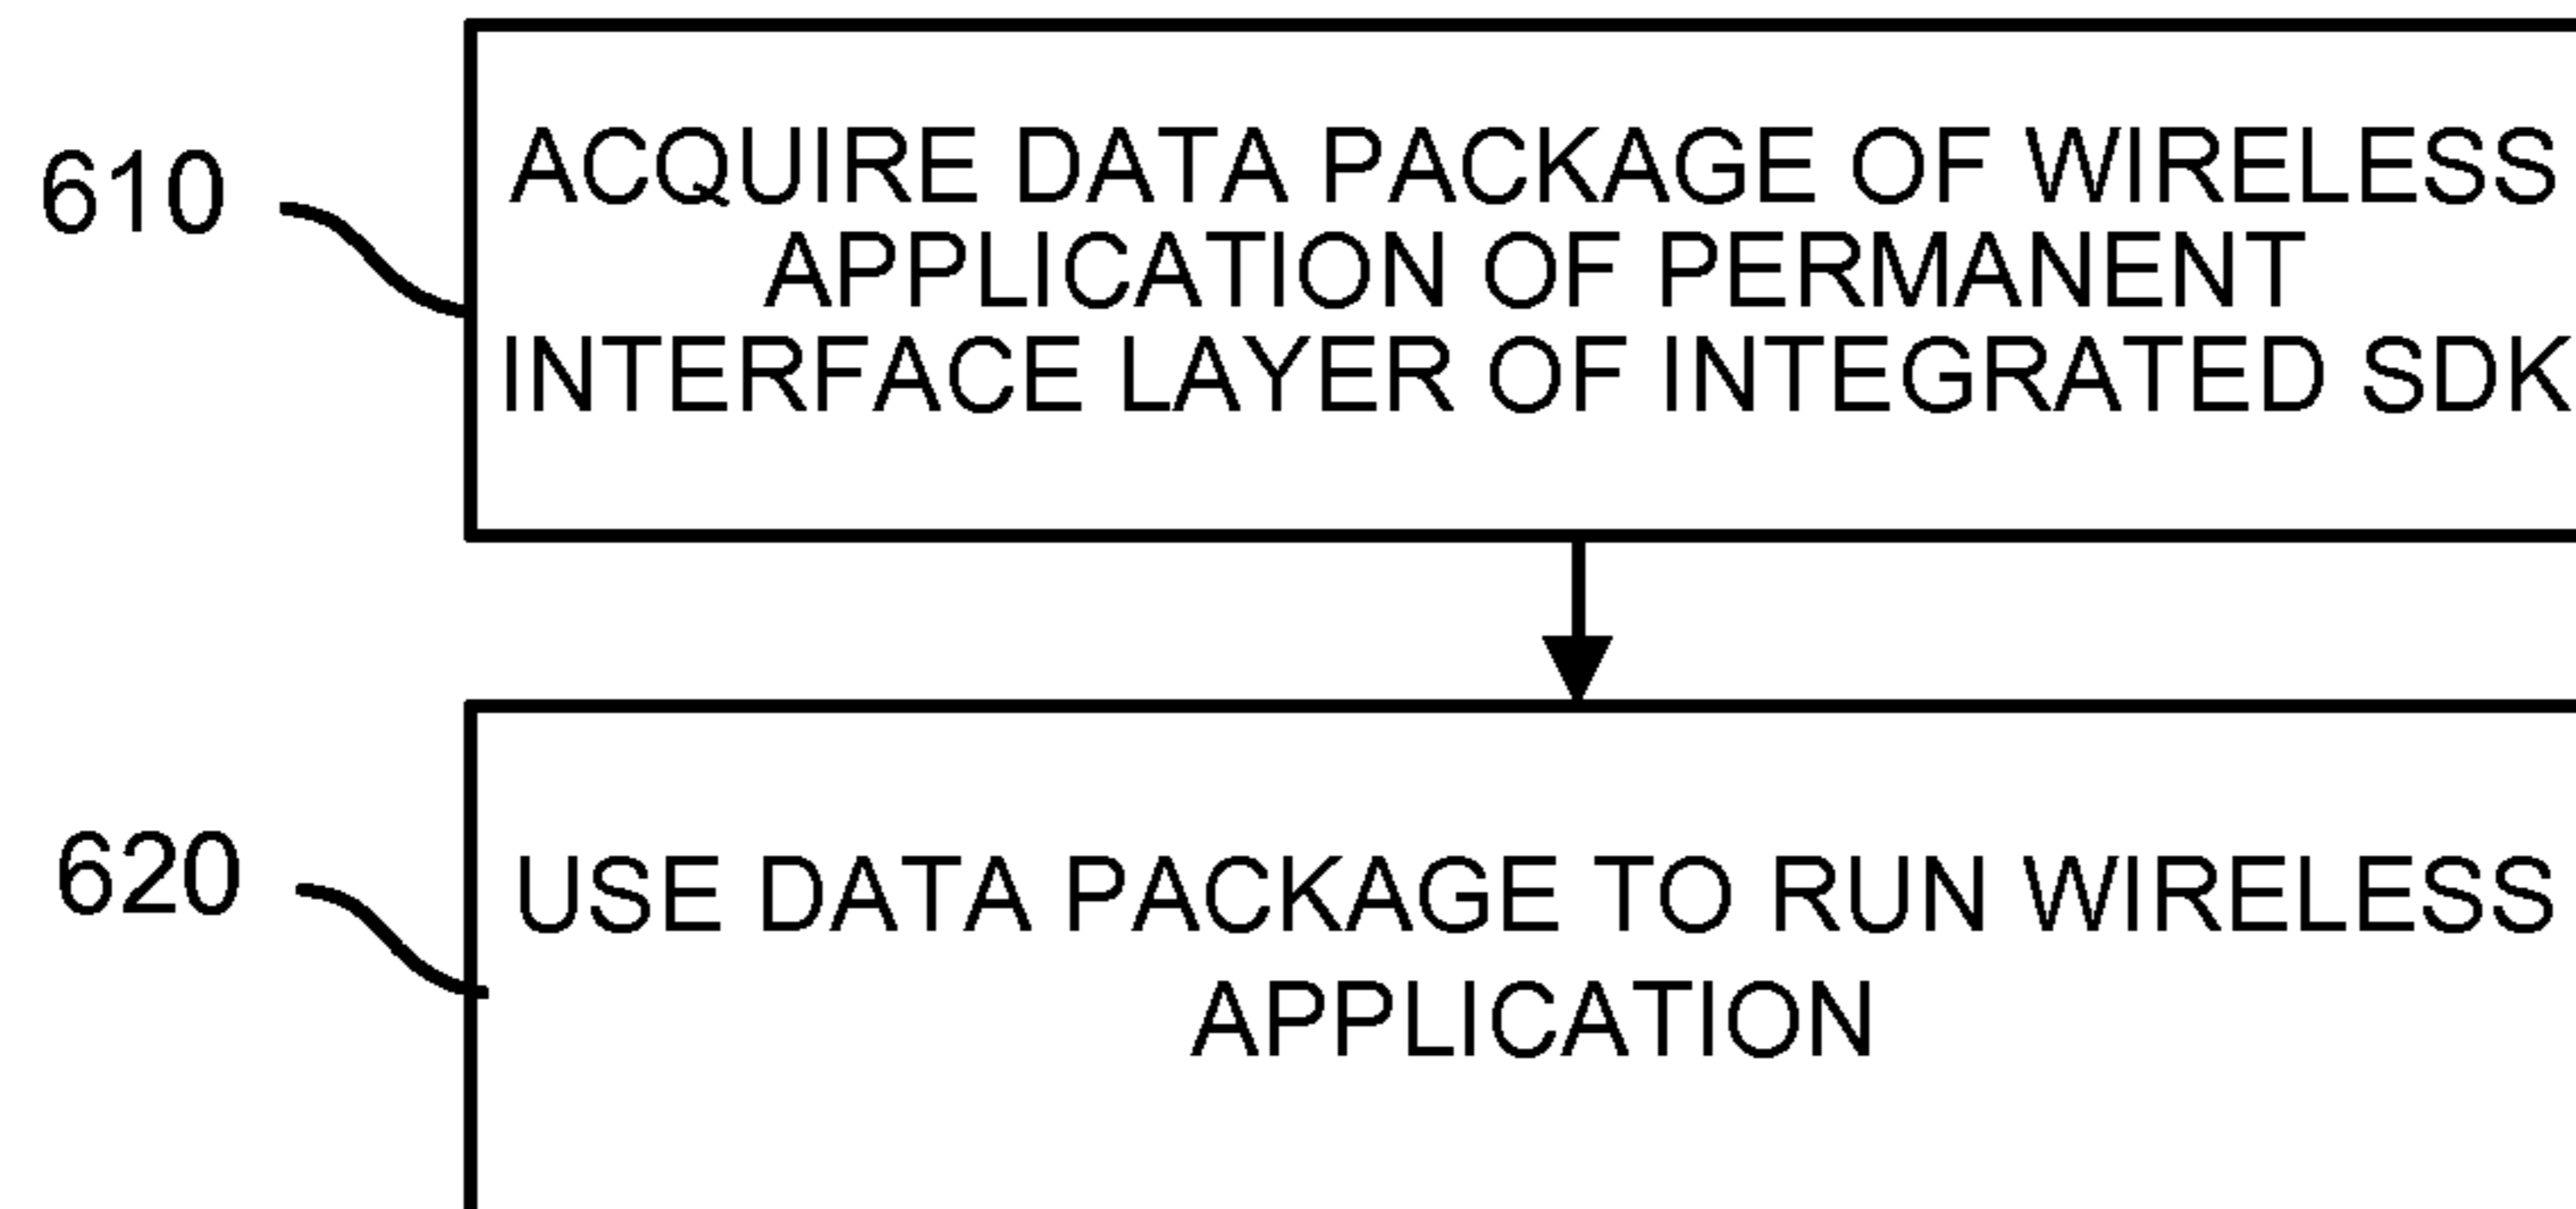 610
ACQUIRE DATA PACKAGE OF WIRELESS
APPLICATION OF PERMANENT
INTERFACE LAYER OF INTEGRATED SDK
620
USE DATA PACKAGE TO RUN WIRELESS
APPLICATION